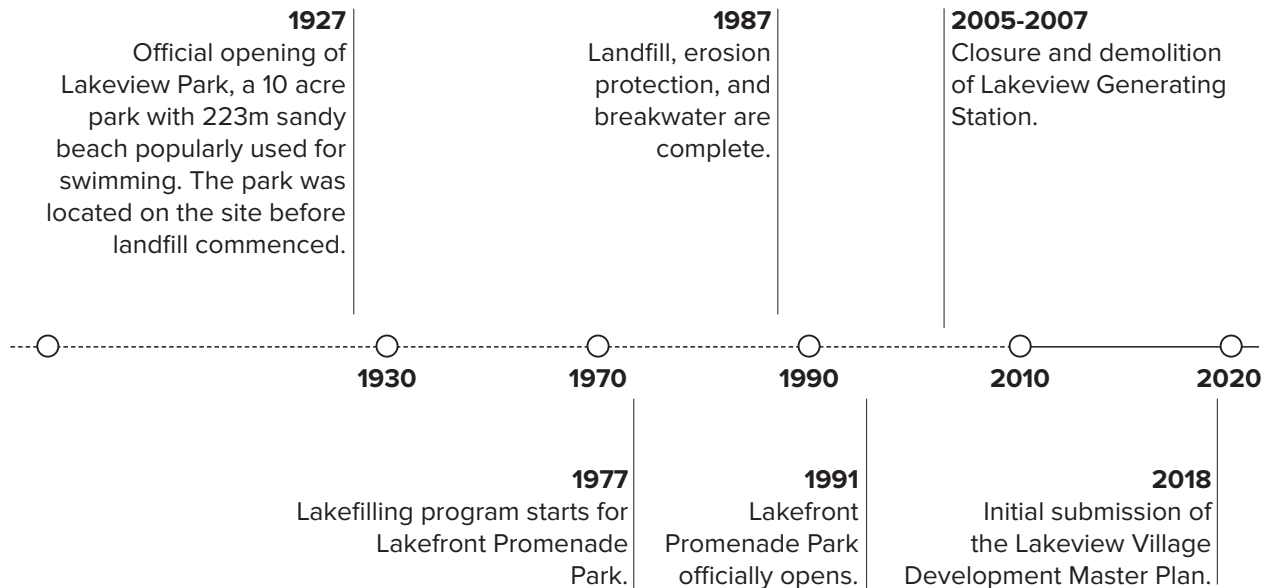 1927
Official opening of
Lakeview Park, a 10 acre
park with 223m sandy
beach popularly used for
swimming. The park was
located on the site before
landfill commenced.
1987
Landfill, erosion
protection, and
breakwater are
complete.
2005-2007
Closure and demolition
of Lakeview Generating
Station.
1930
1970
1990
2010
2020
1977
Lakefilling program starts for
Lakefront Promenade
Park.
1991
Lakefront
Promenade Park
officially opens.
2018
Initial submission of
the Lakeview Village
Development Master Plan.